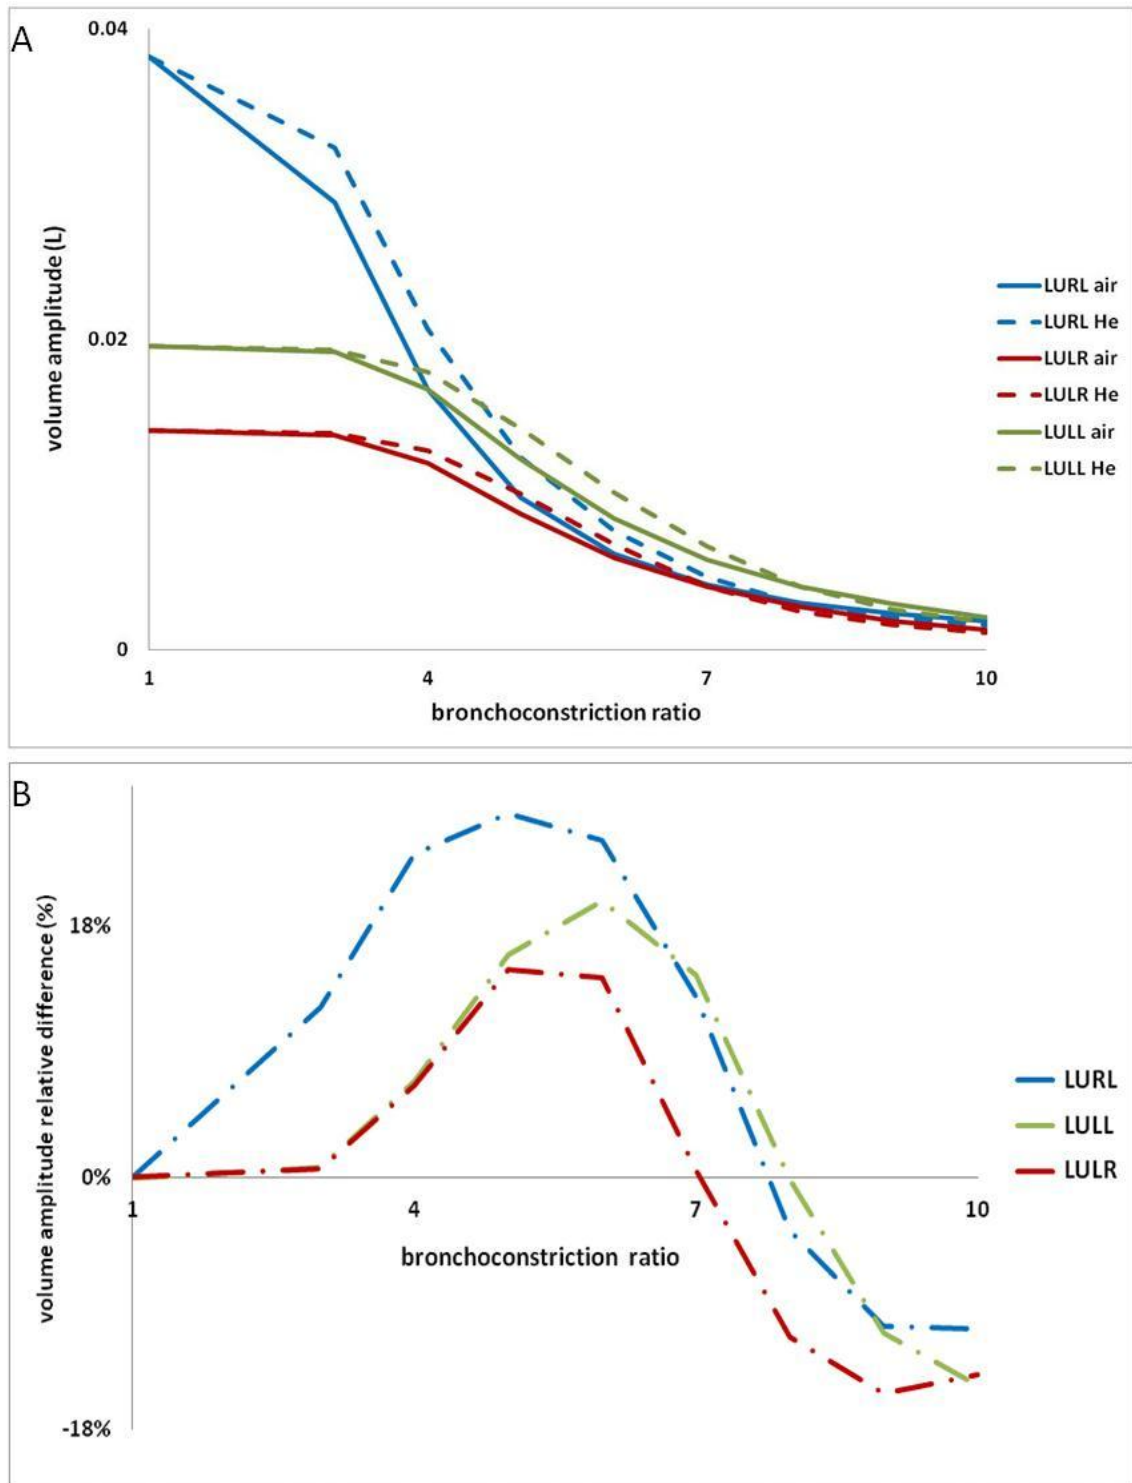 A
0.04
0.02
0
volume amplitude (L)
1 4 7 10
bronchoconstriction ratio
LURL air
LURL He
LULR air
LULR He
LULL air
LULL He
B
18%
0%
-18%
volume amplitude relative difference (%)
1 4 7 10
bronchoconstriction ratio
LURL
LULL
LULR